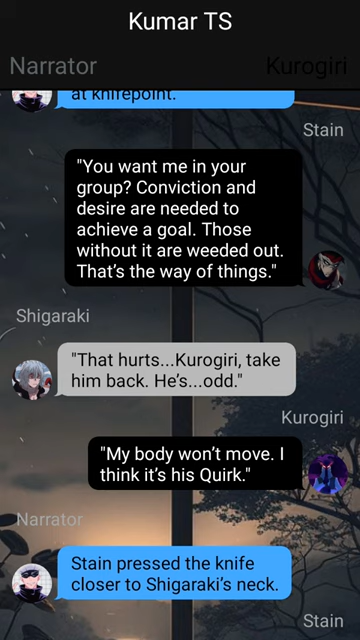 Kumar TS
Narrator
Kurogiri
at knifepoint.
Stain
"You want me in your
group? Conviction and
desire are needed to
achieve a goal. Those
without it are weeded out.
That's the way of things."
Shigaraki
"That hurts...Kurogiri, take
him back. He's...odd."
Kurogiri
"My body won't move. I
think it's his Quirk."
Narrator
Stain pressed the knife
closer to Shigaraki's neck.
Stain